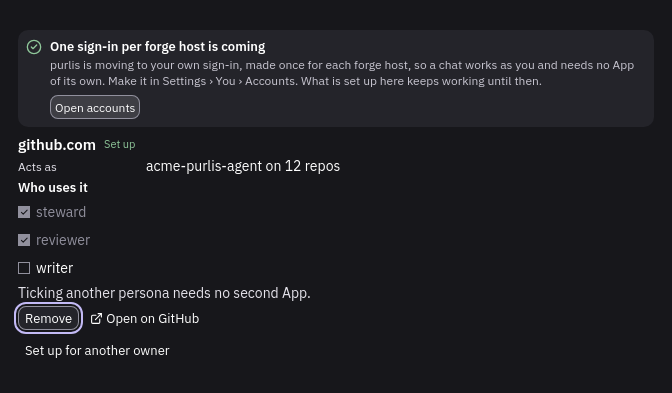 One sign-in per forge host is coming
purlis is moving to your own sign-in, made once for each forge host, so a chat works as you and needs no App
of its own. Make it in Settings › You › Accounts. What is set up here keeps working until then.
Open accounts
github.com Set up
Acts as acme-purlis-agent on 12 repos
Who uses it
steward
reviewer
writer
Ticking another persona needs no second App.
Remove Open on GitHub
Set up for another owner